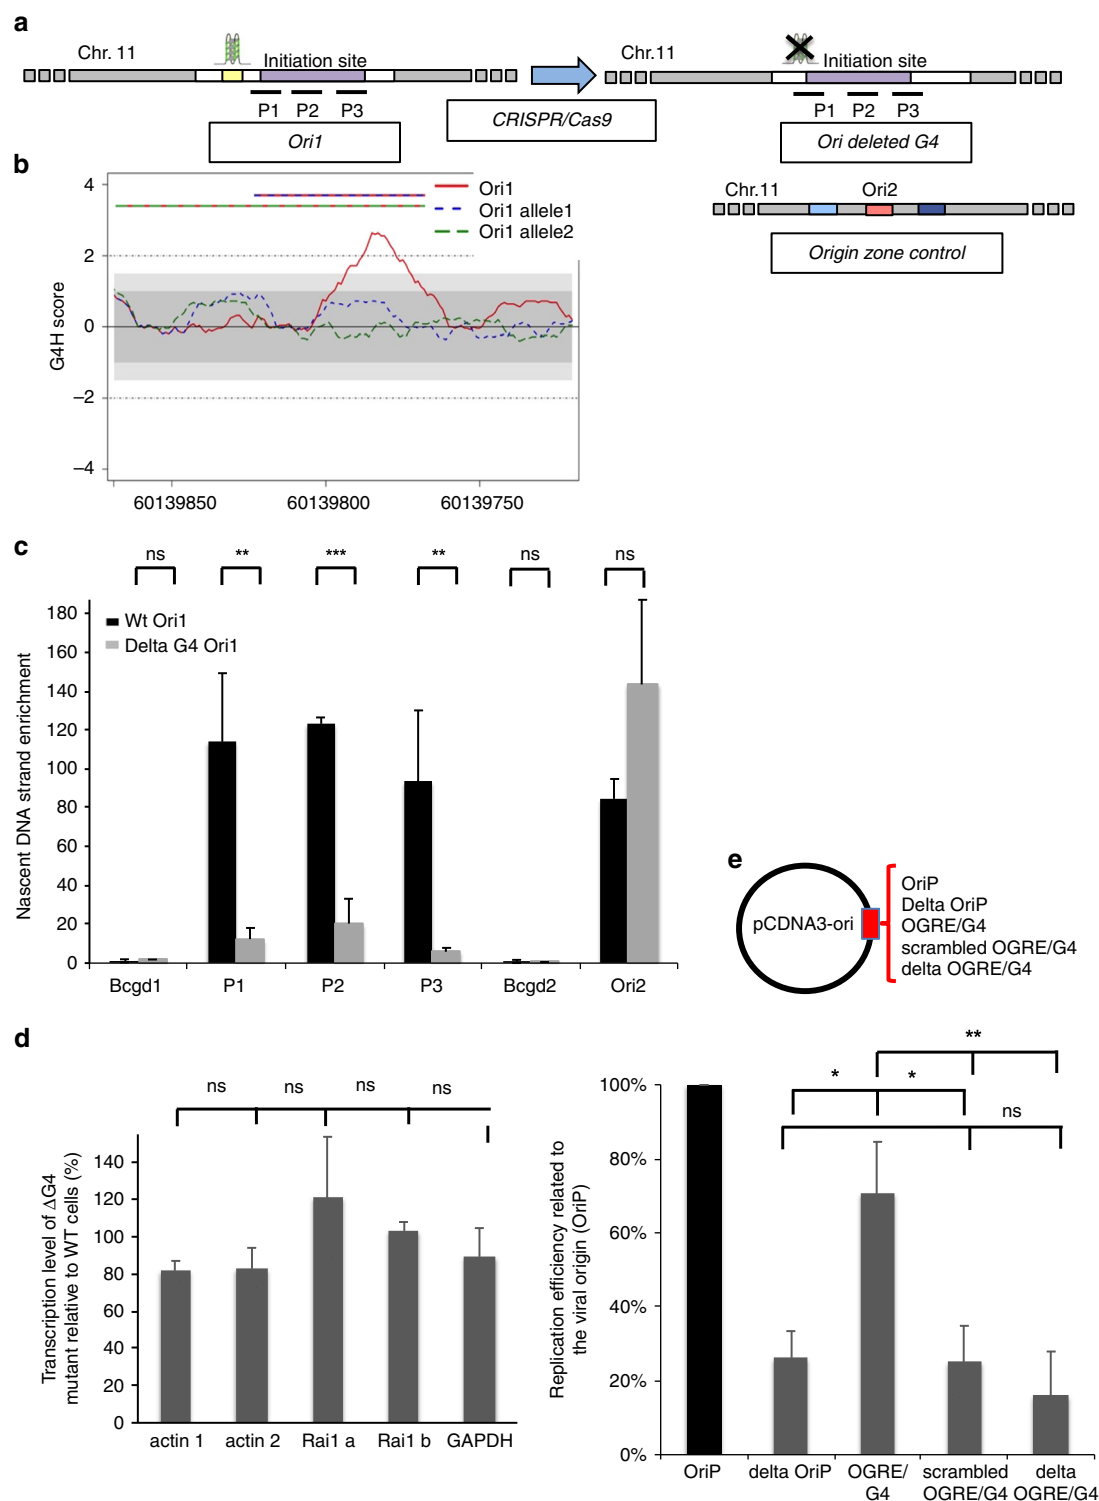 a
Chr. 11
Initiation site
P1 P2 P3
Ori1
CRISPR/Cas9
Chr.11
Initiation site
P1 P2 P3
Ori deleted G4
Chr.11
Ori2
Origin zone control
b
G4H score
4
2
0
–2
–4
60139850 60139800 60139750
Ori1
Ori1 allele1
Ori1 allele2
c
ns ** *** ** ns ns
Nascent DNA strand enrichment
180
160
140
120
100
80
60
40
20
0
Wt Ori1
Delta G4 Ori1
Bcgd1 P1 P2 P3 Bcgd2 Ori2
e
pCDNA3-ori
OriP
Delta OriP
OGRE/G4
scrambled OGRE/G4
delta OGRE/G4
d
ns ns ns ns
Transcription level of ΔG4
mutant relative to WT cells (%)
140
120
100
80
60
40
20
0
actin 1 actin 2 Rai1 a Rai1 b GAPDH
**
* *
ns
Replication efficiency related to
the viral origin (OriP)
100%
80%
60%
40%
20%
0%
OriP delta OriP OGRE/ scrambled delta
G4 OGRE/G4 OGRE/G4